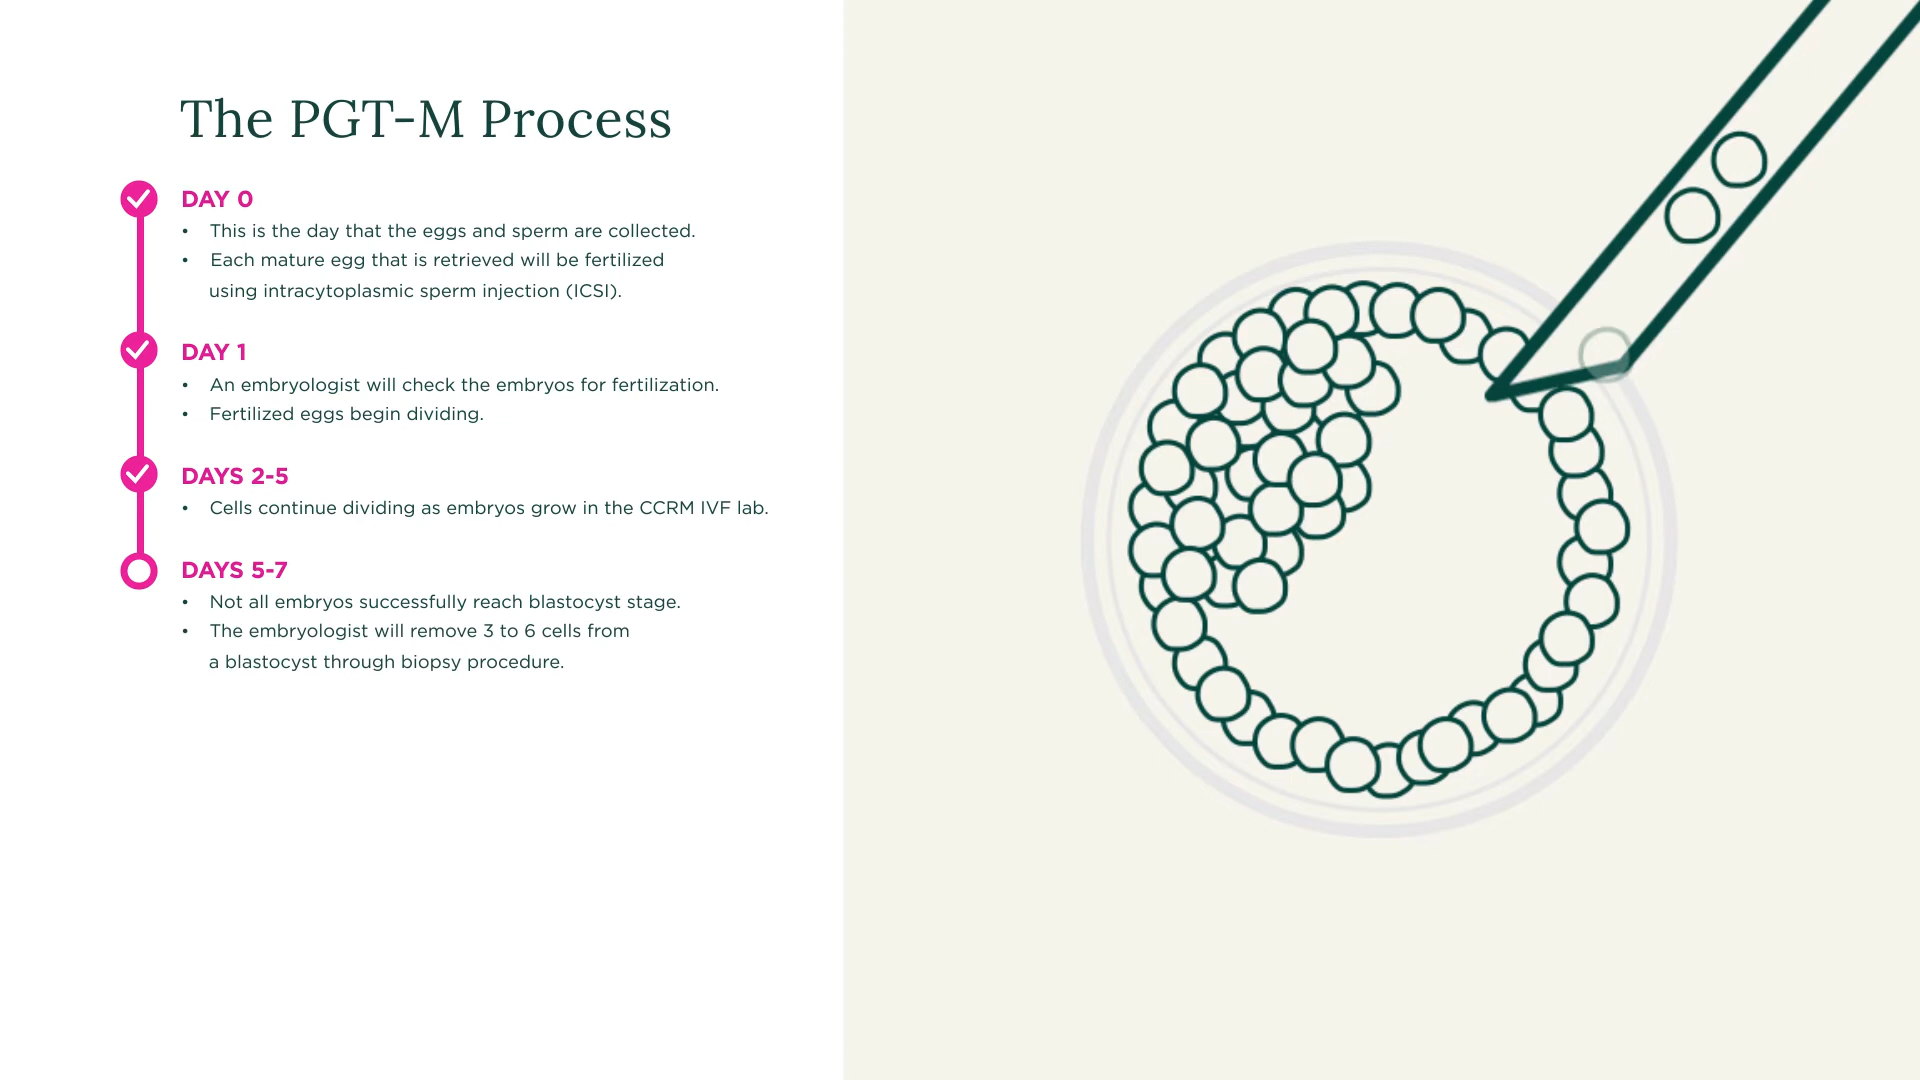 The PGT-M Process
DAY 0
• This is the day that the eggs and sperm are collected.
• Each mature egg that is retrieved will be fertilized
using intracytoplasmic sperm injection (ICSI).
DAY 1
• An embryologist will check the embryos for fertilization.
• Fertilized eggs begin dividing.
DAYS 2-5
• Cells continue dividing as embryos grow in the CCRM IVF lab.
DAYS 5-7
• Not all embryos successfully reach blastocyst stage.
• The embryologist will remove 3 to 6 cells from
a blastocyst through biopsy procedure.